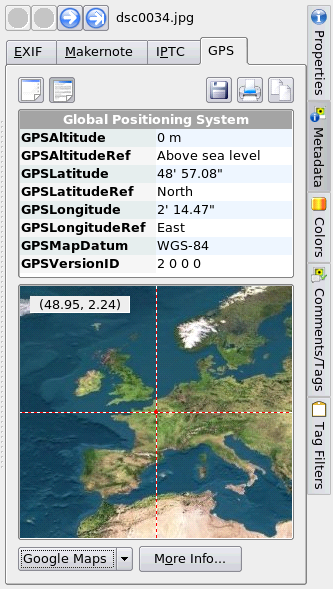 dsc0034.jpg
EXIF Makernote IPTC GPS
Global Positioning System
GPSAltitude 0 m
GPSAltitudeRef Above sea level
GPSLatitude 48' 57.08"
GPSLatitudeRef North
GPSLongitude 2' 14.47"
GPSLongitudeRef East
GPSMapDatum WGS-84
GPSVersionID 2 0 0 0
(48.95, 2.24)
Google Maps More Info...
Properties
Metadata
Colors
Comments/Tags
Tag Filters